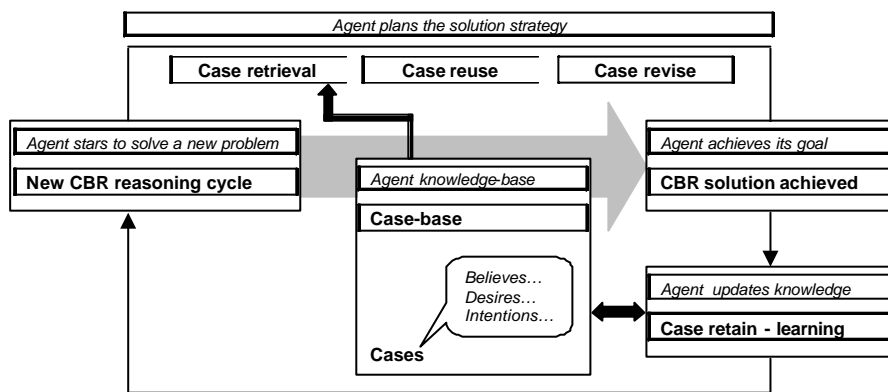 Agent plans the solution strategy
Case retrieval
Case reuse
Case revise
Agent stars to solve a new problem
New CBR reasoning cycle
Agent knowledge-base
Case-base
Believes…
Desires…
Intentions…
Cases
Agent achieves its goal
CBR solution achieved
Agent updates knowledge
Case retain - learning